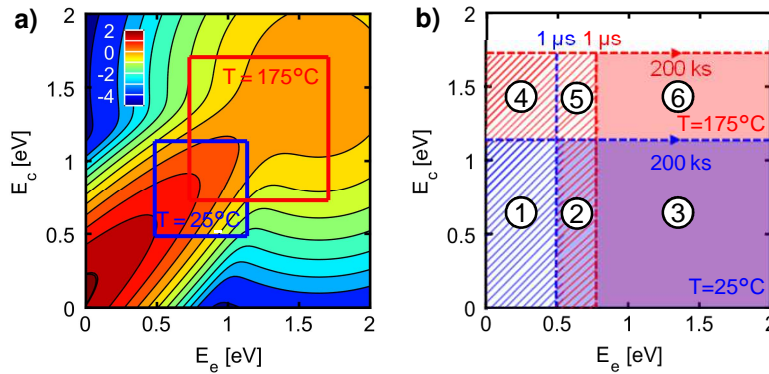 a)
2
0
-2
-4
T = 175°C
T = 25°C
2
1.5
1
0.5
0
E_c [eV]
0 0.5 1 1.5 2
E_e [eV]
b)
1 µs 1 µs
200 ks
4 5 6
T=175°C
200 ks
1 2 3
T=25°C
2
1.5
1
0.5
0
E_c [eV]
0 0.5 1 1.5 2
E_e [eV]